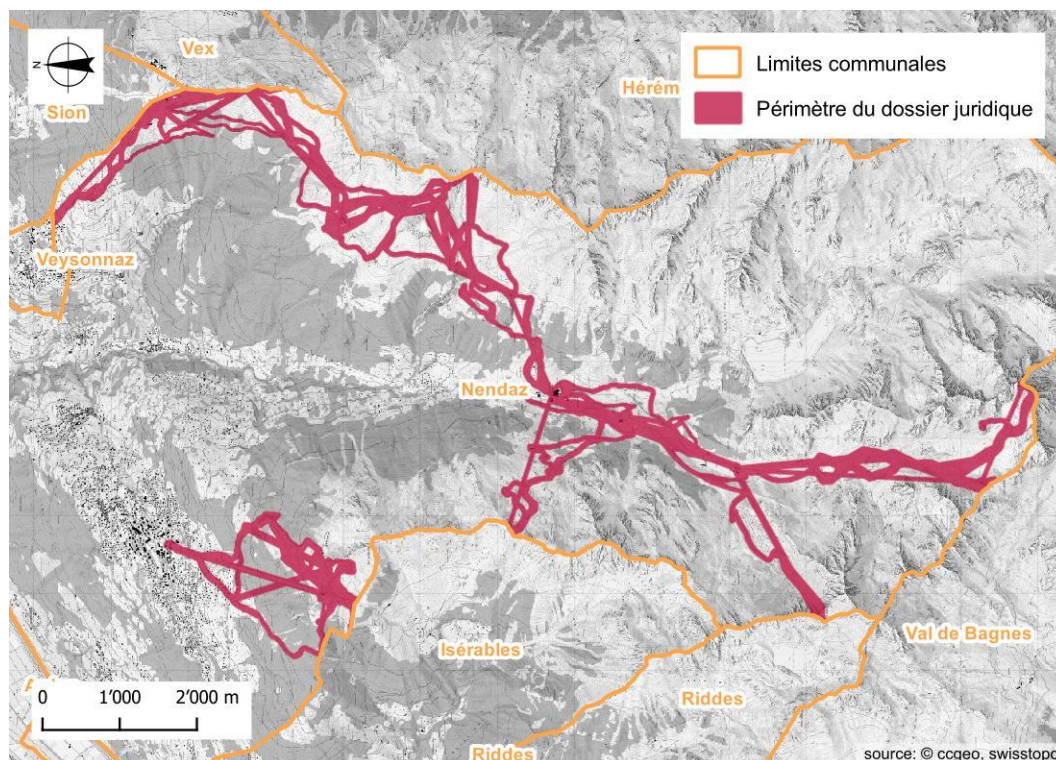 Vex
N
Sion
Hérém
Limites communales
Périmètre du dossier juridique
Veysonnaz
Nendaz
Isérables
Val de Bagnes
Riddes
Riddes
0 1'000 2'000 m
source: © ccgeo, swisstopo